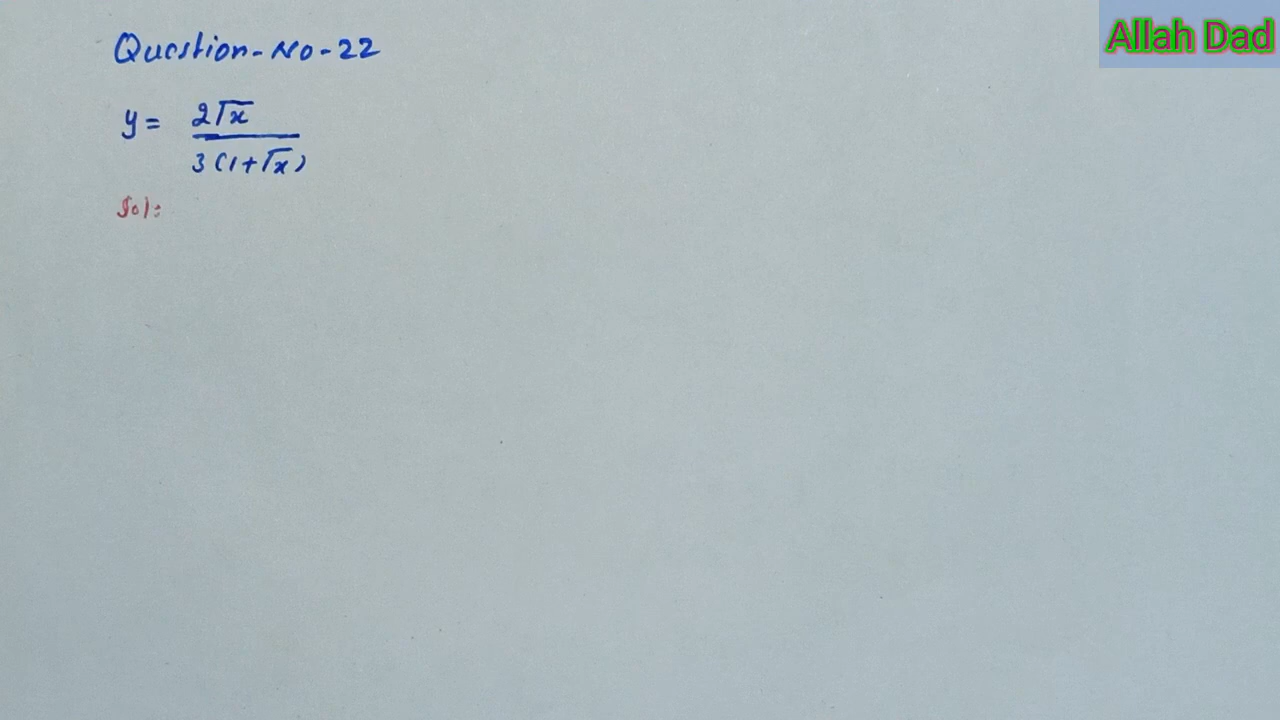 Question-No-22
Allah Dad
y = 2√x / 3(1+√x)
Sol: